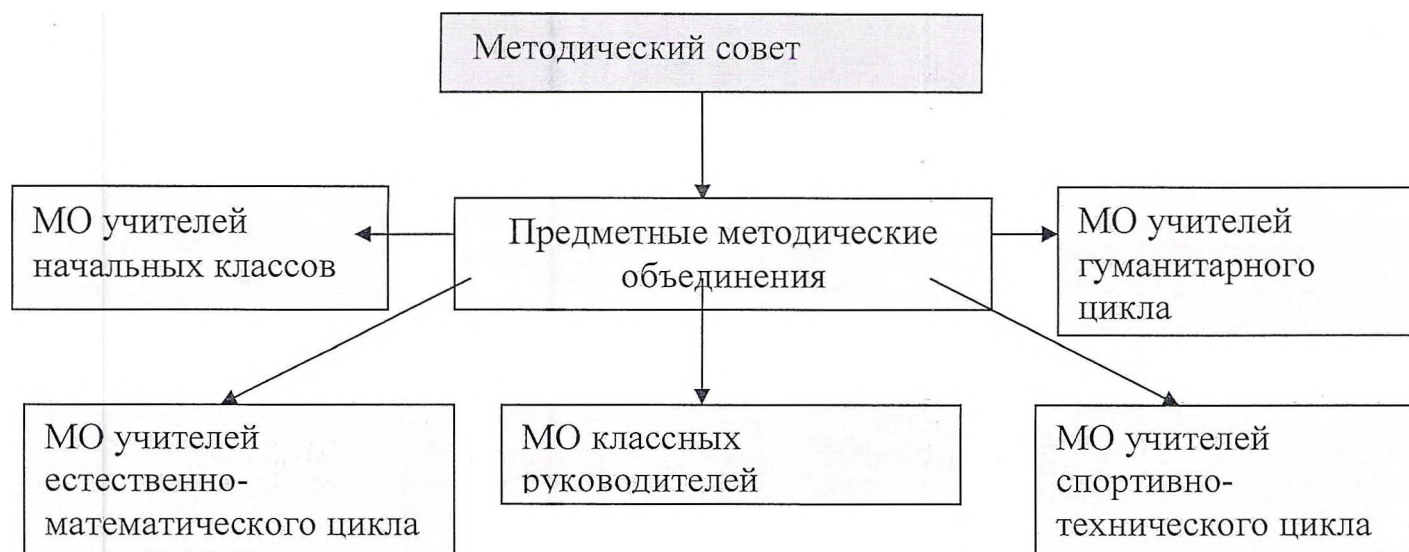 Методический совет
МО учителей
начальных классов
Предметные методические
объединения
МО учителей
гуманитарного
цикла
МО учителей
естественно-
математического цикла
МО классных
руководителей
МО учителей
спортивно-
технического цикла